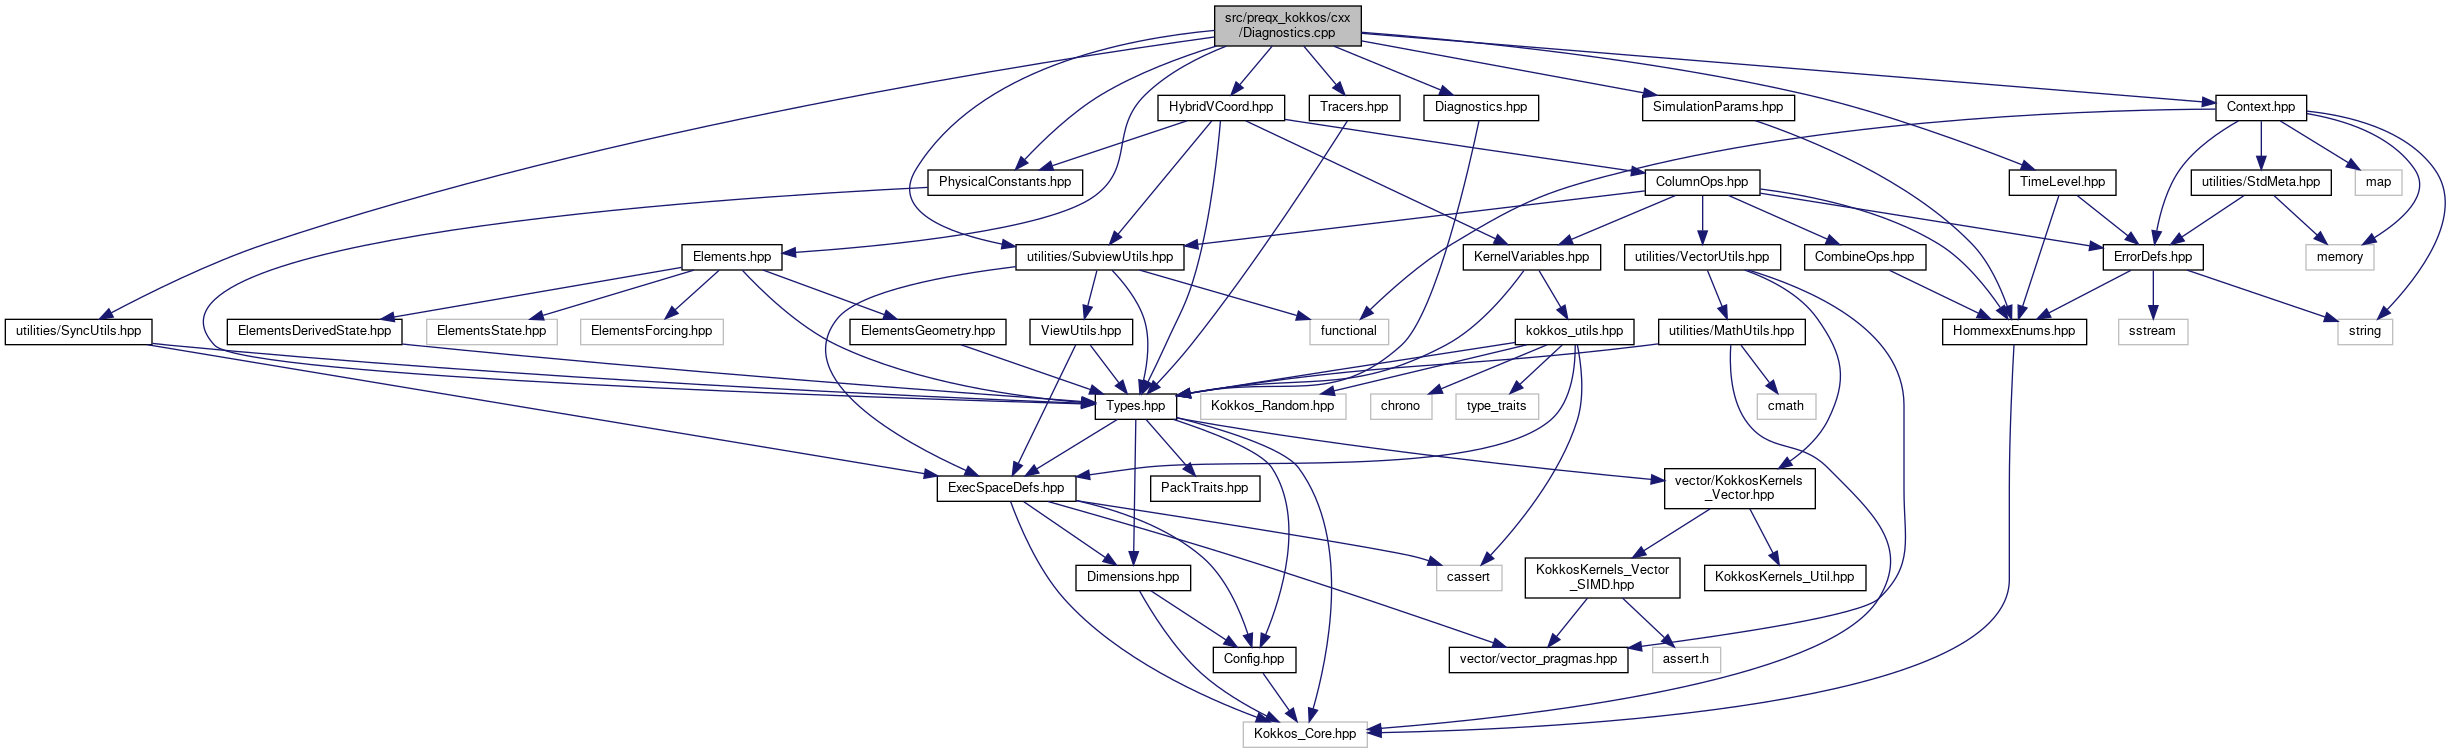 src/preqx_kokkos/cxx
/Diagnostics.cpp
HybridVCoord.hpp
Tracers.hpp
Diagnostics.hpp
SimulationParams.hpp
Context.hpp
PhysicalConstants.hpp
ColumnOps.hpp
TimeLevel.hpp
utilities/StdMeta.hpp
map
Elements.hpp
utilities/SubviewUtils.hpp
KernelVariables.hpp
utilities/VectorUtils.hpp
CombineOps.hpp
ErrorDefs.hpp
memory
utilities/SyncUtils.hpp
ElementsDerivedState.hpp
ElementsState.hpp
ElementsForcing.hpp
ElementsGeometry.hpp
ViewUtils.hpp
functional
kokkos_utils.hpp
utilities/MathUtils.hpp
HommexxEnums.hpp
sstream
string
Types.hpp
Kokkos_Random.hpp
chrono
type_traits
cmath
ExecSpaceDefs.hpp
PackTraits.hpp
vector/KokkosKernels
_Vector.hpp
Dimensions.hpp
cassert
KokkosKernels_Vector
_SIMD.hpp
KokkosKernels_Util.hpp
Config.hpp
vector/vector_pragmas.hpp
assert.h
Kokkos_Core.hpp